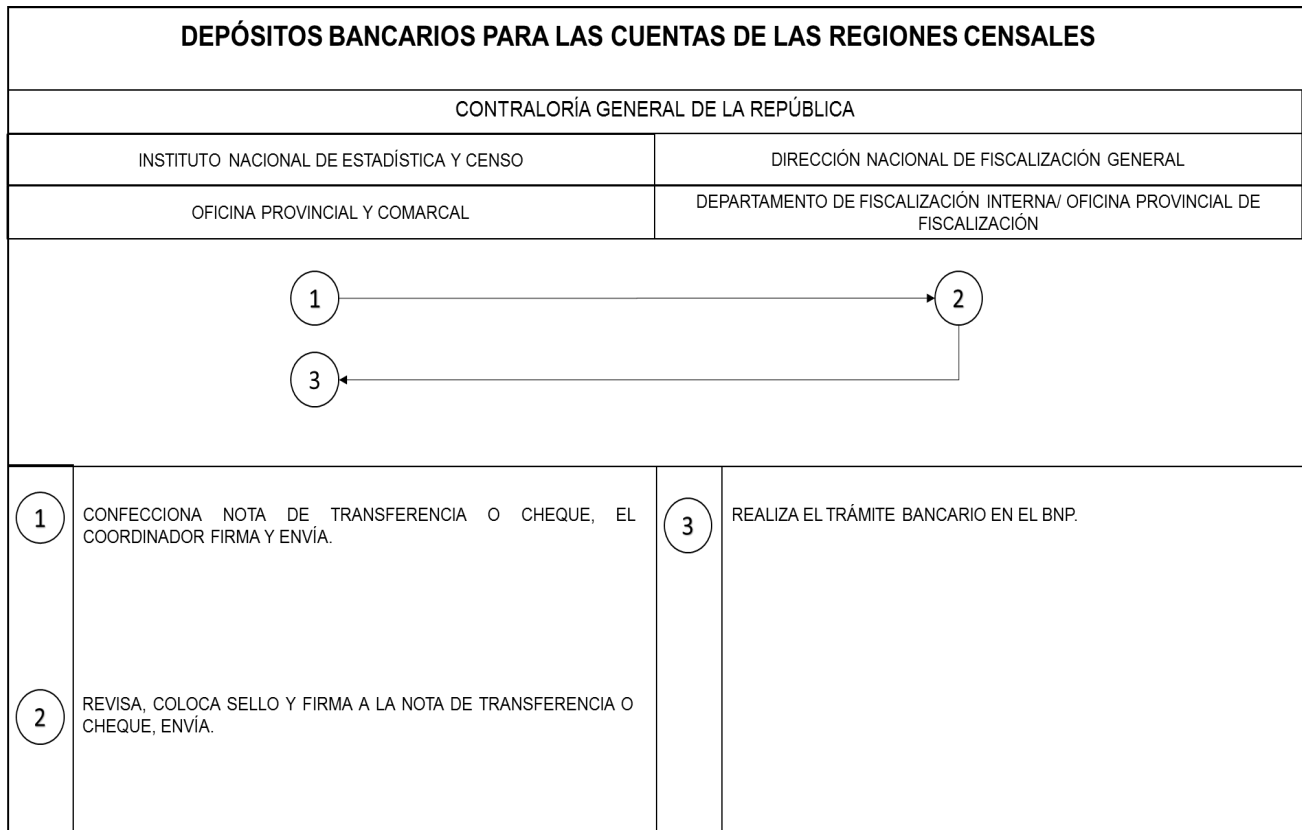 DEPÓSITOS BANCARIOS PARA LAS CUENTAS DE LAS REGIONES CENSALES
CONTRALORÍA GENERAL DE LA REPÚBLICA
INSTITUTO NACIONAL DE ESTADÍSTICA Y CENSO
DIRECCIÓN NACIONAL DE FISCALIZACIÓN GENERAL
OFICINA PROVINCIAL Y COMARCAL
DEPARTAMENTO DE FISCALIZACIÓN INTERNA/ OFICINA PROVINCIAL DE
FISCALIZACIÓN
1
2
3
1
CONFECCIONA NOTA DE TRANSFERENCIA O CHEQUE, EL
COORDINADOR FIRMA Y ENVÍA.
2
REVISA, COLOCA SELLO Y FIRMA A LA NOTA DE TRANSFERENCIA O
CHEQUE, ENVÍA.
3
REALIZA EL TRÁMITE BANCARIO EN EL BNP.